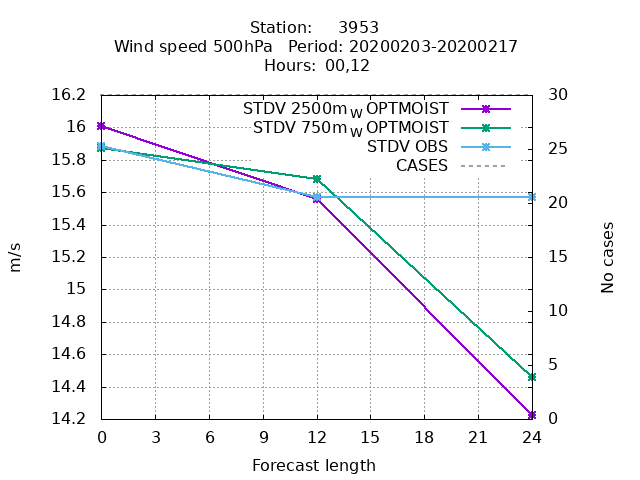 Station: 3953
Wind speed 500hPa Period: 20200203-20200217
Hours: 00,12
16.2
16
15.8
15.6
15.4
15.2
15
14.8
14.6
14.4
14.2
m/s
STDV 2500m W OPTMOIST
STDV 750m W OPTMOIST
STDV OBS
CASES
30
25
20
15
10
5
0
No cases
0 3 6 9 12 15 18 21 24
Forecast length